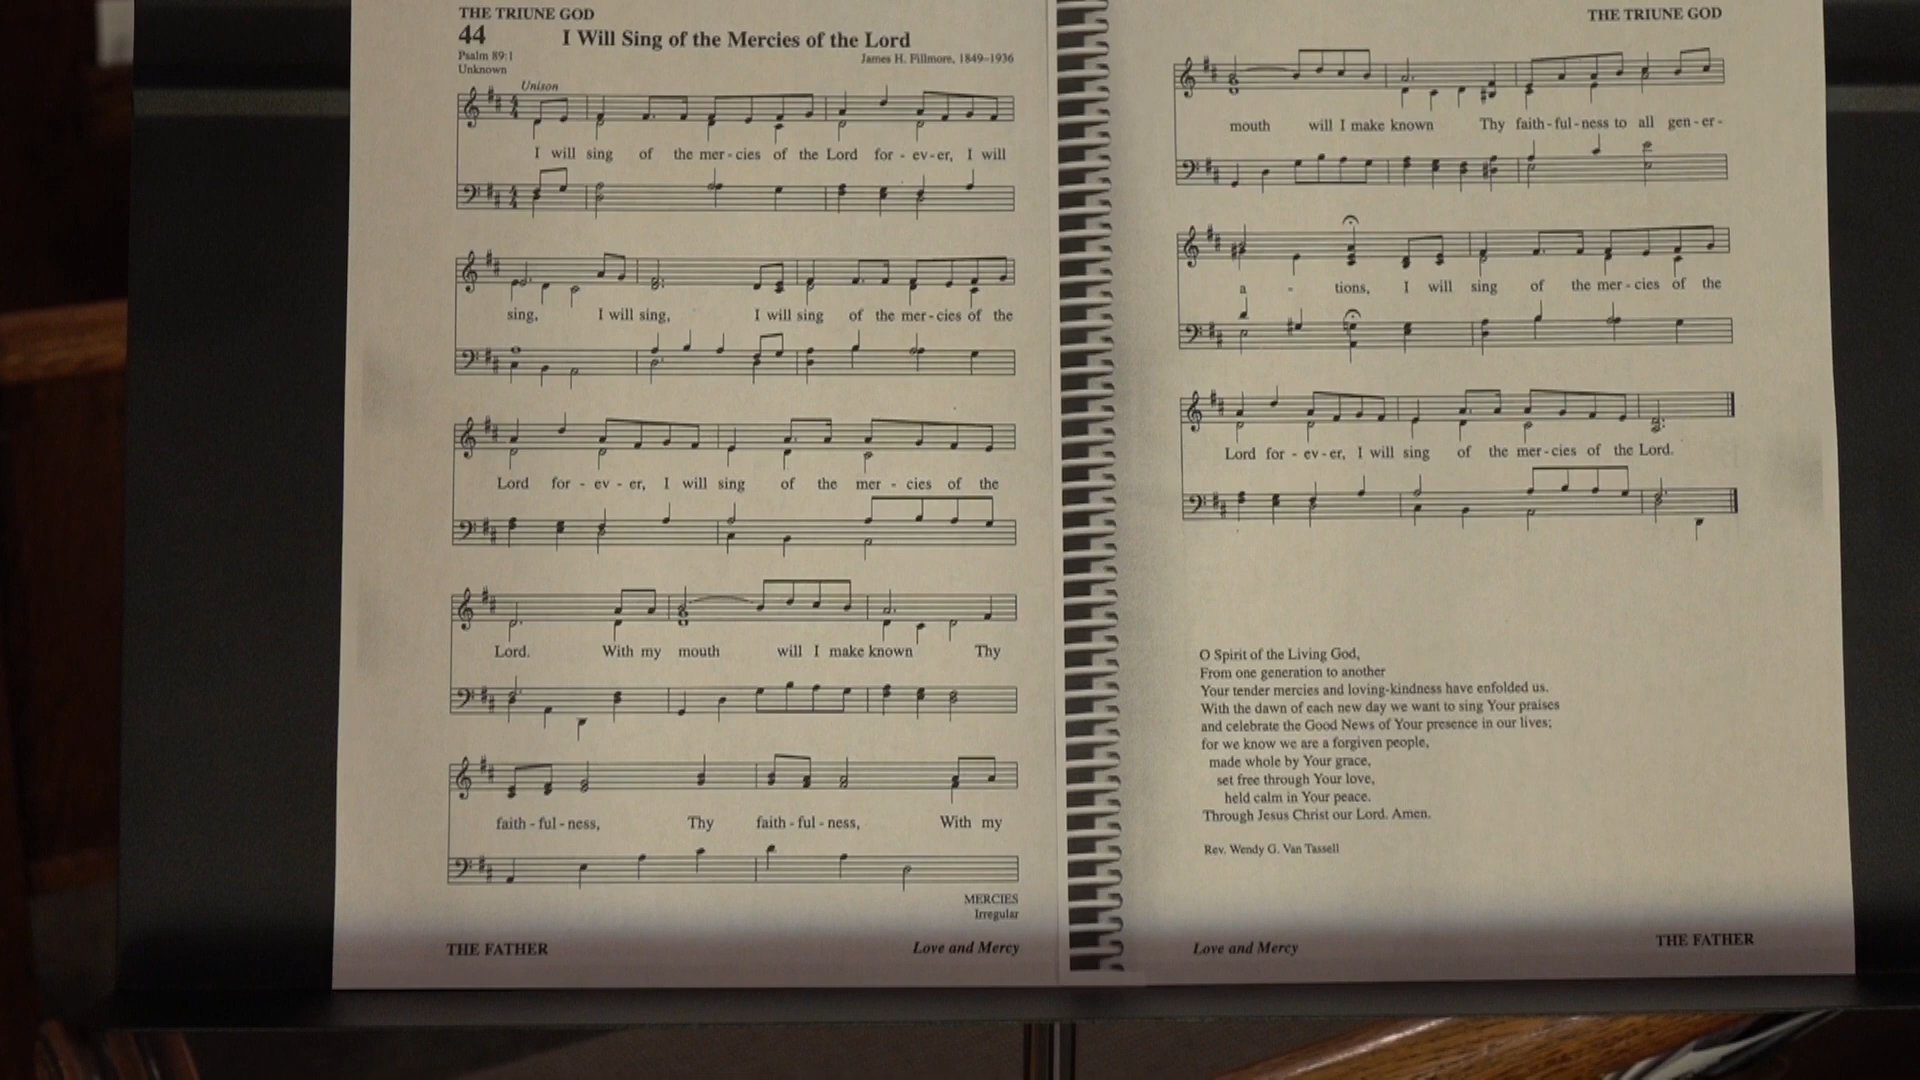 THE TRIUNE GOD
44
I Will Sing of the Mercies of the Lord
Psalm 89:1
Unknown
James H. Fillmore, 1849–1936
Unison
I will sing of the mer - cies of the Lord for - ev - er, I will
sing, I will sing, I will sing of the mer - cies of the
Lord for - ev - er, I will sing of the mer - cies of the
Lord. With my mouth will I make known Thy
faith - ful - ness, Thy faith - ful - ness, With my
MERCIES
Irregular
THE FATHER
Love and Mercy
THE TRIUNE GOD
mouth will I make known Thy faith - ful - ness to all gen - er -
a - tions, I will sing of the mer - cies of the
Lord for - ev - er, I will sing of the mer - cies of the Lord.
O Spirit of the Living God,
From one generation to another
Your tender mercies and loving-kindness have enfolded us.
With the dawn of each new day we want to sing Your praises
and celebrate the Good News of Your presence in our lives;
for we know we are a forgiven people,
made whole by Your grace,
set free through Your love,
held calm in Your peace.
Through Jesus Christ our Lord. Amen.
Rev. Wendy G. Van Tassell
Love and Mercy
THE FATHER